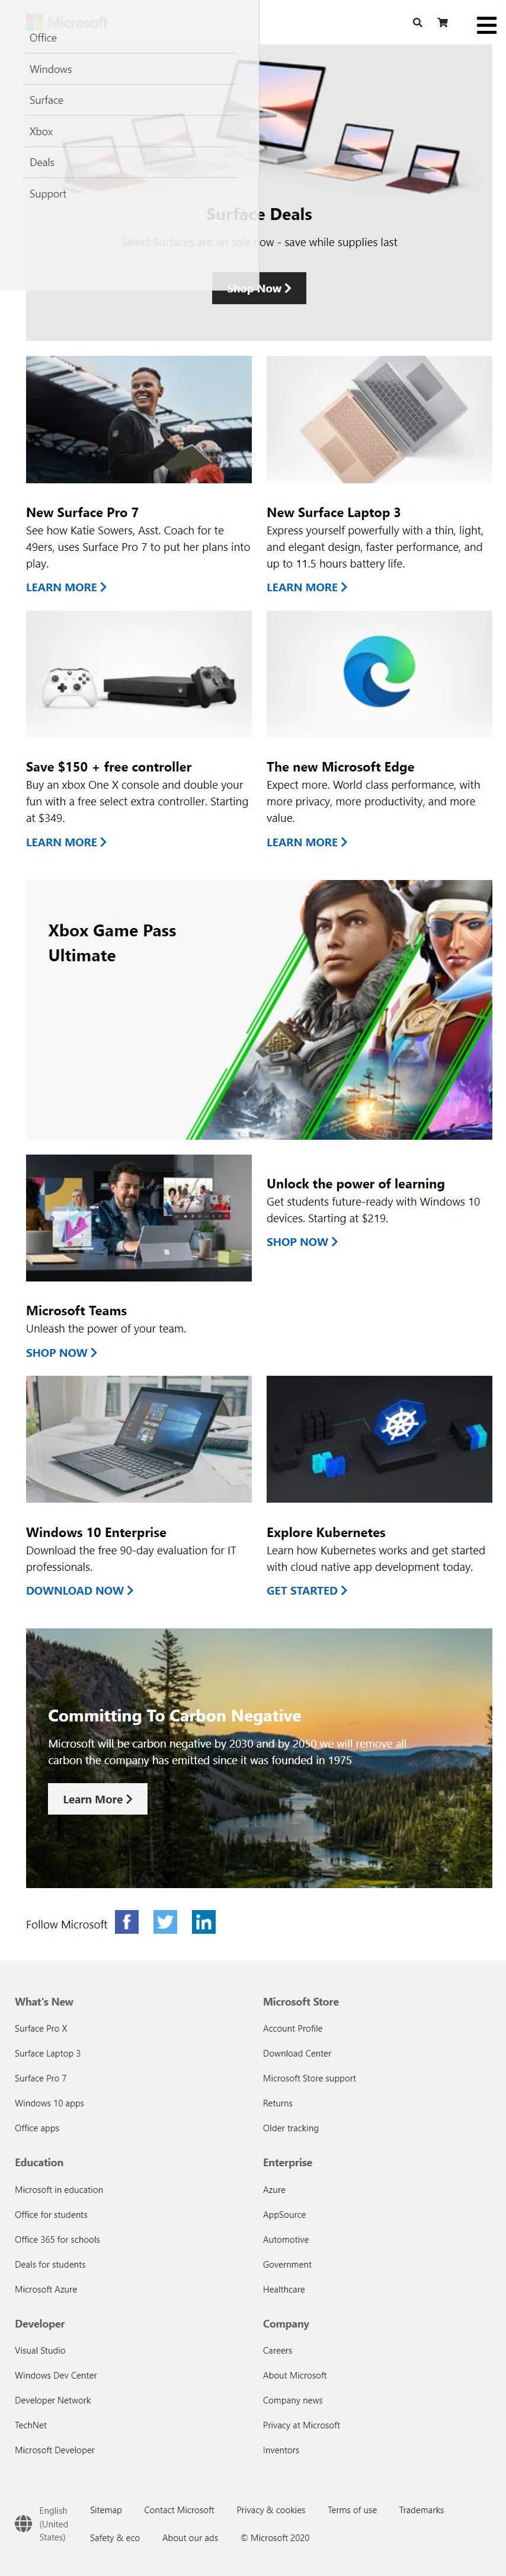 Microsoft
Office
Windows
Surface
Xbox
Deals
Support
Surface Deals
Select Surfaces are on sale now - save while supplies last
Shop Now
New Surface Pro 7
See how Katie Sowers, Asst. Coach for te
49ers, uses Surface Pro 7 to put her plans into
play.
LEARN MORE
New Surface Laptop 3
Express yourself powerfully with a thin, light,
and elegant design, faster performance, and
up to 11.5 hours battery life.
LEARN MORE
Save $150 + free controller
Buy an xbox One X console and double your
fun with a free select extra controller. Starting
at $349.
LEARN MORE
The new Microsoft Edge
Expect more. World class performance, with
more privacy, more productivity, and more
value.
LEARN MORE
Xbox Game Pass
Ultimate
Unlock the power of learning
Get students future-ready with Windows 10
devices. Starting at $219.
SHOP NOW
Microsoft Teams
Unleash the power of your team.
SHOP NOW
Windows 10 Enterprise
Download the free 90-day evaluation for IT
professionals.
DOWNLOAD NOW
Explore Kubernetes
Learn how Kubernetes works and get started
with cloud native app development today.
GET STARTED
Committing To Carbon Negative
Microsoft will be carbon negative by 2030 and by 2050 we will remove all
carbon the company has emitted since it was founded in 1975
Learn More
Follow Microsoft
What's New
Surface Pro X
Surface Laptop 3
Surface Pro 7
Windows 10 apps
Office apps
Microsoft Store
Account Profile
Download Center
Microsoft Store support
Returns
Older tracking
Education
Microsoft in education
Office for students
Office 365 for schools
Deals for students
Microsoft Azure
Enterprise
Azure
AppSource
Automotive
Government
Healthcare
Developer
Visual Studio
Windows Dev Center
Developer Network
TechNet
Microsoft Developer
Company
Careers
About Microsoft
Company news
Privacy at Microsoft
Inventors
English
(United
States)
Sitemap Contact Microsoft Privacy & cookies Terms of use Trademarks
Safety & eco About our ads © Microsoft 2020